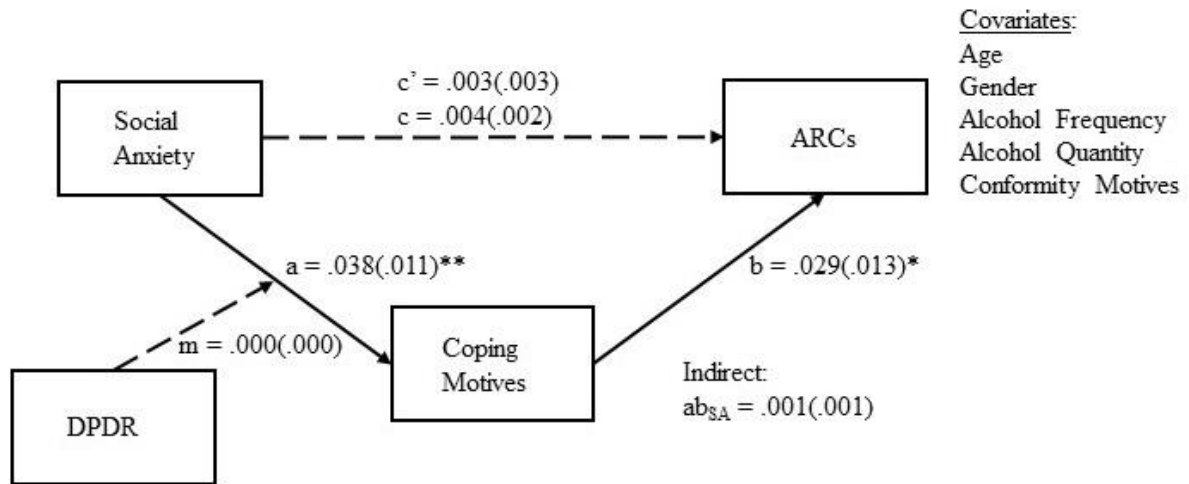 Covariates:
Age
Gender
Alcohol Frequency
Alcohol Quantity
Conformity Motives
c’ = .003(.003)
c = .004(.002)
Social
Anxiety
ARCs
a = .038(.011)**
b = .029(.013)*
m = .000(.000)
Coping
Motives
DPDR
Indirect:
abSA = .001(.001)